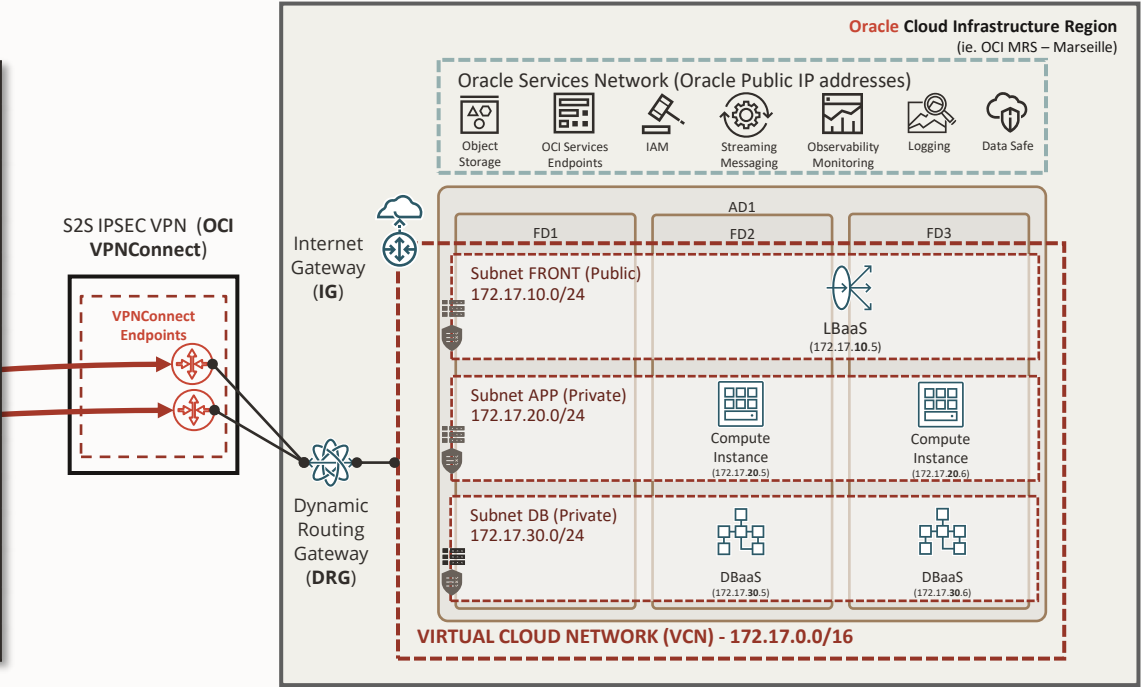 Oracle Cloud Infrastructure Region
(ie. OCI MRS – Marseille)
Oracle Services Network (Oracle Public IP addresses)
Object
Storage
OCI Services
Endpoints
IAM
Streaming
Messaging
Observability
Monitoring
Logging
Data Safe
S2S IPSEC VPN (OCI
VPNConnect)
VPNConnect
Endpoints
Internet
Gateway
(IG)
Dynamic
Routing
Gateway
(DRG)
AD1
FD1
FD2
FD3
Subnet FRONT (Public)
172.17.10.0/24
LBaaS
(172.17.10.5)
Subnet APP (Private)
172.17.20.0/24
Compute
Instance
(172.17.20.5)
Compute
Instance
(172.17.20.6)
Subnet DB (Private)
172.17.30.0/24
DBaaS
(172.17.30.5)
DBaaS
(172.17.30.6)
VIRTUAL CLOUD NETWORK (VCN) - 172.17.0.0/16